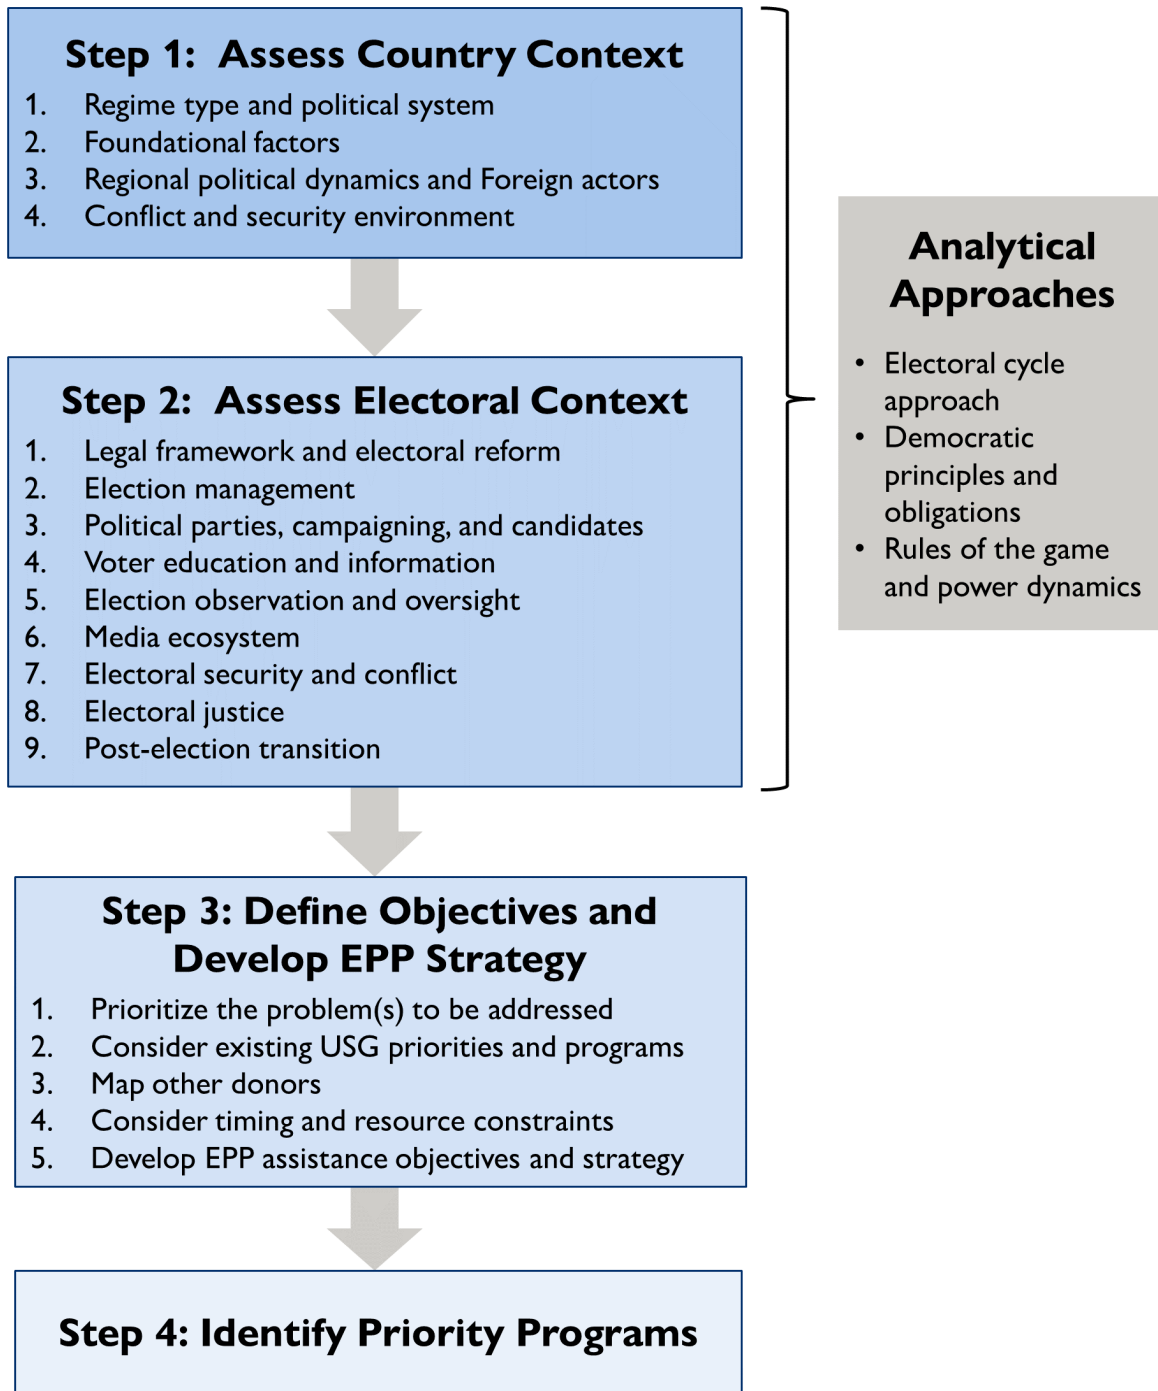 Step 1:  Assess Country Context
1. Regime type and political system
2. Foundational factors
3. Regional political dynamics and Foreign actors
4. Conflict and security environment
Step 2:  Assess Electoral Context
1. Legal framework and electoral reform
2. Election management
3. Political parties, campaigning, and candidates
4. Voter education and information
5. Election observation and oversight
6. Media ecosystem
7. Electoral security and conflict
8. Electoral justice
9. Post-election transition
Analytical
Approaches
• Electoral cycle
approach
• Democratic
principles and
obligations
• Rules of the game
and power dynamics
Step 3: Define Objectives and
Develop EPP Strategy
1. Prioritize the problem(s) to be addressed
2. Consider existing USG priorities and programs
3. Map other donors
4. Consider timing and resource constraints
5. Develop EPP assistance objectives and strategy
Step 4: Identify Priority Programs